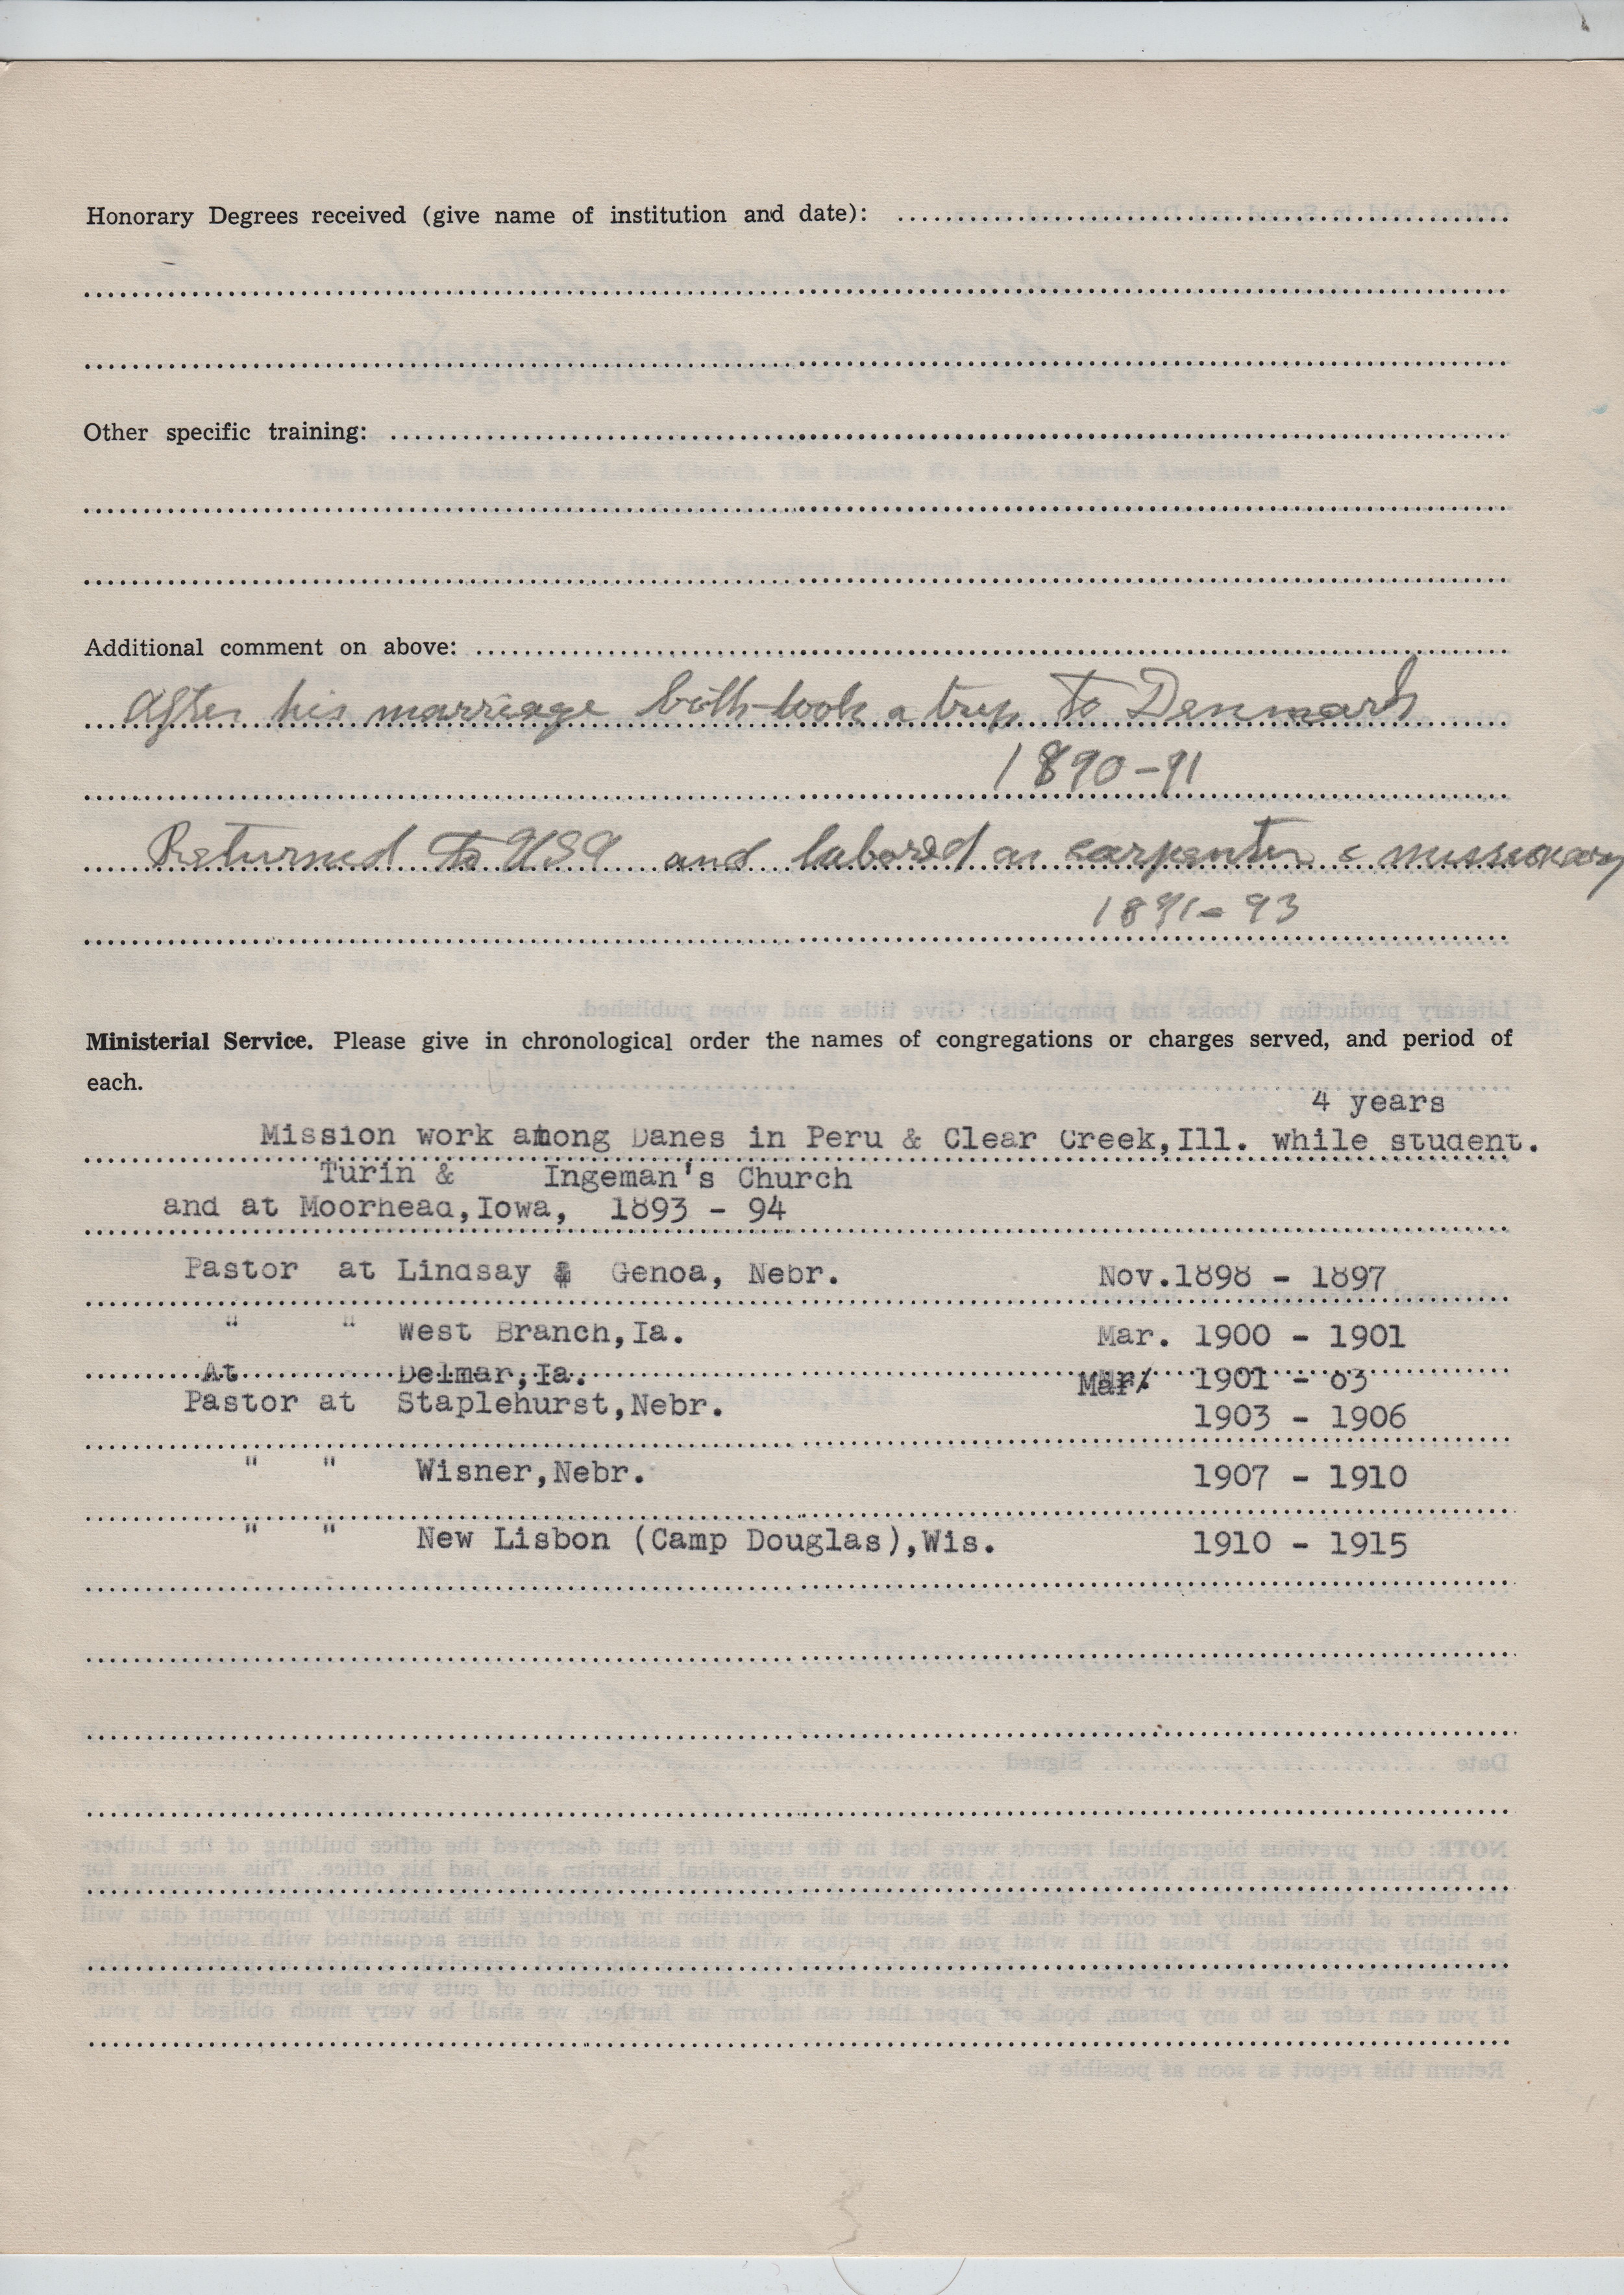 Honorary Degrees received (give name of institution and date):
Other specific training:
Additional comment on above:
After his marriage both took a trip to Denmark
1890-91
Returned to USA and labored as carpenter & missionary
1891-93
Ministerial Service. Please give in chronological order the names of congregations or charges served, and period of
each.
4 years
Mission work among Danes in Peru & Clear Creek, Ill. while student.
Turin & Ingeman's Church
and at Moorhead, Iowa, 1893 - 94
Pastor at Lindsay & Genoa, Nebr. Nov. 1898 - 1897
" " West Branch, Ia. Mar. 1900 - 1901
At Delmar, Ia. Mar/ 1901 - 03
Pastor at Staplehurst, Nebr. 1903 - 1906
" " Wisner, Nebr. 1907 - 1910
" " New Lisbon (Camp Douglas), Wis. 1910 - 1915